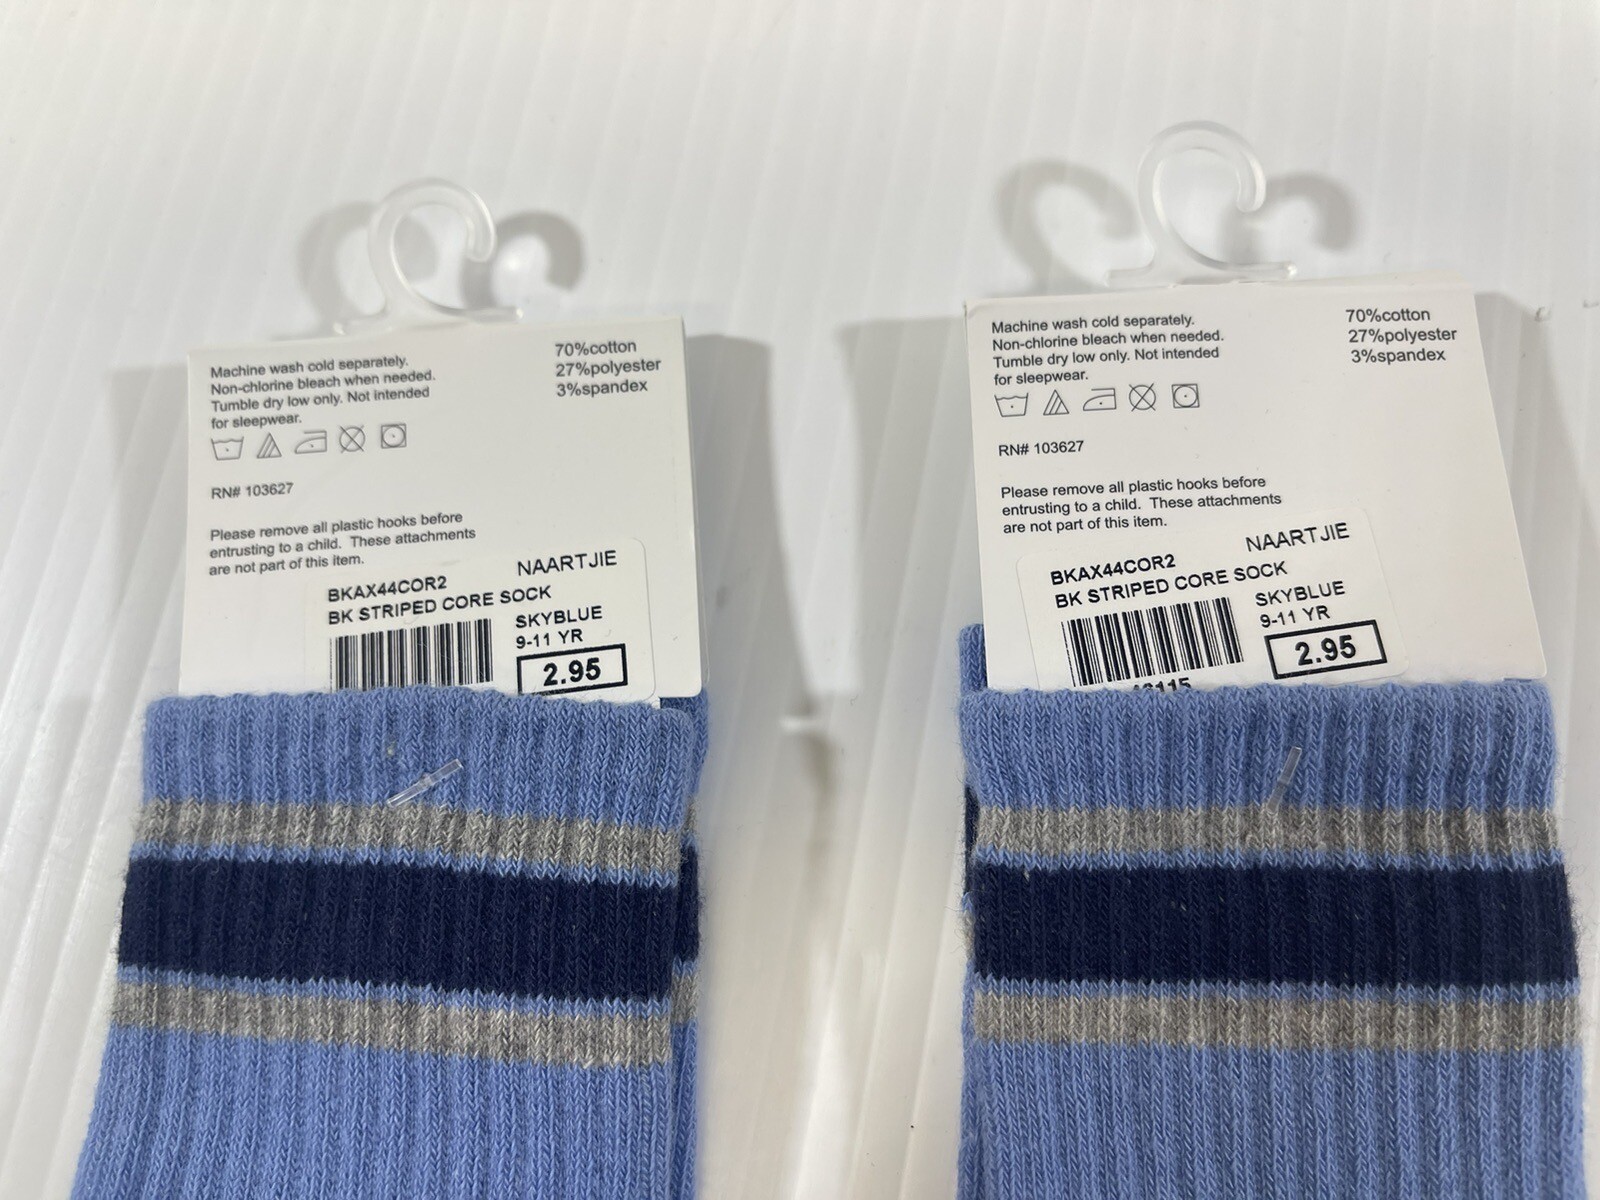 Machine wash cold separately.
Non-chlorine bleach when needed.
Tumble dry low only. Not intended
for sleepwear.
70%cotton
27%polyester
3%spandex
RN# 103627
Please remove all plastic hooks before
entrusting to a child. These attachments
are not part of this item.
NAARTJIE
BKAX44COR2
BK STRIPED CORE SOCK
SKYBLUE
9-11 YR
2.95
Machine wash cold separately.
Non-chlorine bleach when needed.
Tumble dry low only. Not intended
for sleepwear.
70%cotton
27%polyester
3%spandex
RN# 103627
Please remove all plastic hooks before
entrusting to a child. These attachments
are not part of this item.
NAARTJIE
BKAX44COR2
BK STRIPED CORE SOCK
SKYBLUE
9-11 YR
2.95